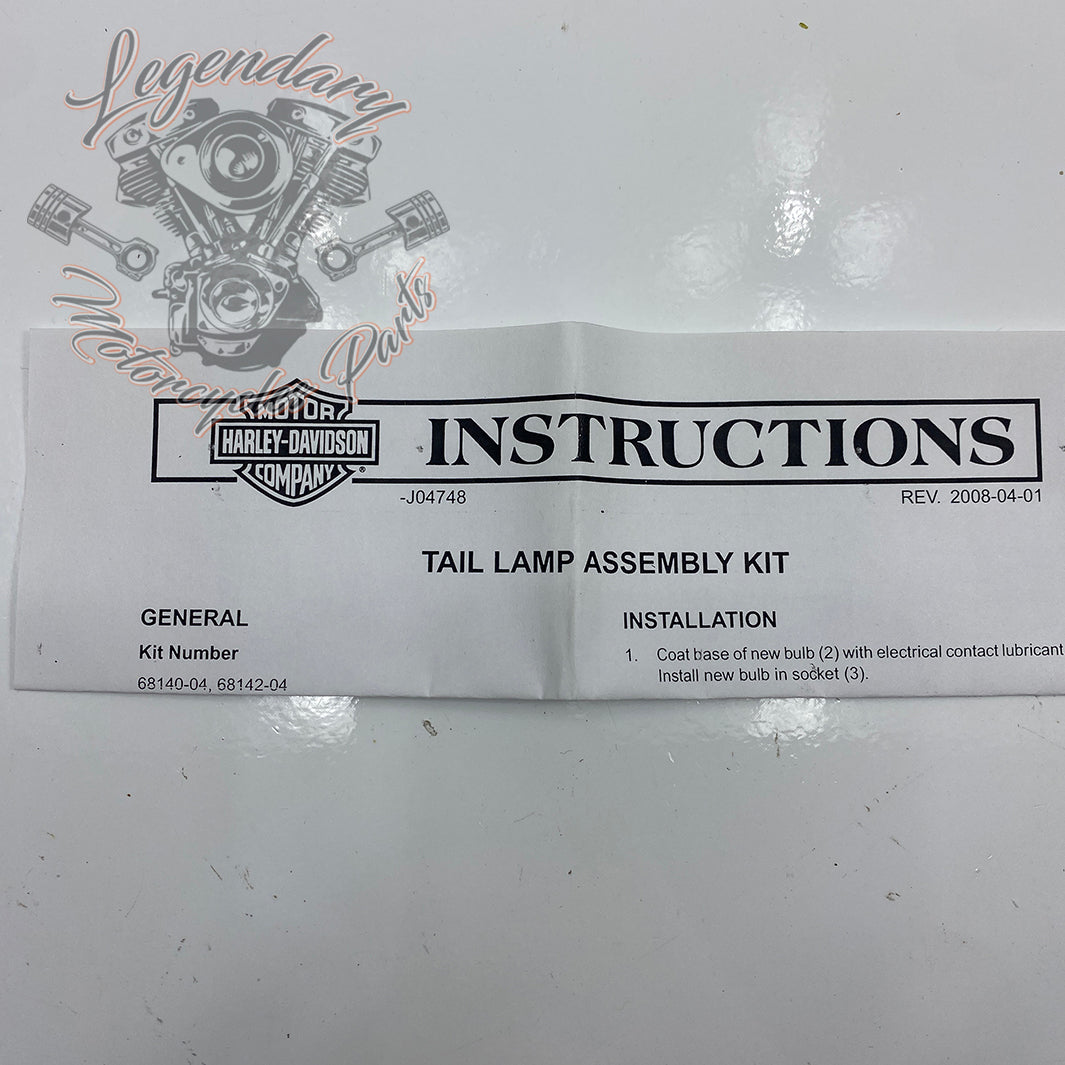 Legendary
Motorcycle Parts
MOTOR
HARLEY-DAVIDSON
COMPANY
®
INSTRUCTIONS
-J04748
REV. 2008-04-01
TAIL LAMP ASSEMBLY KIT
GENERAL
Kit Number
68140-04, 68142-04
INSTALLATION
1. Coat base of new bulb (2) with electrical contact lubricant
Install new bulb in socket (3).